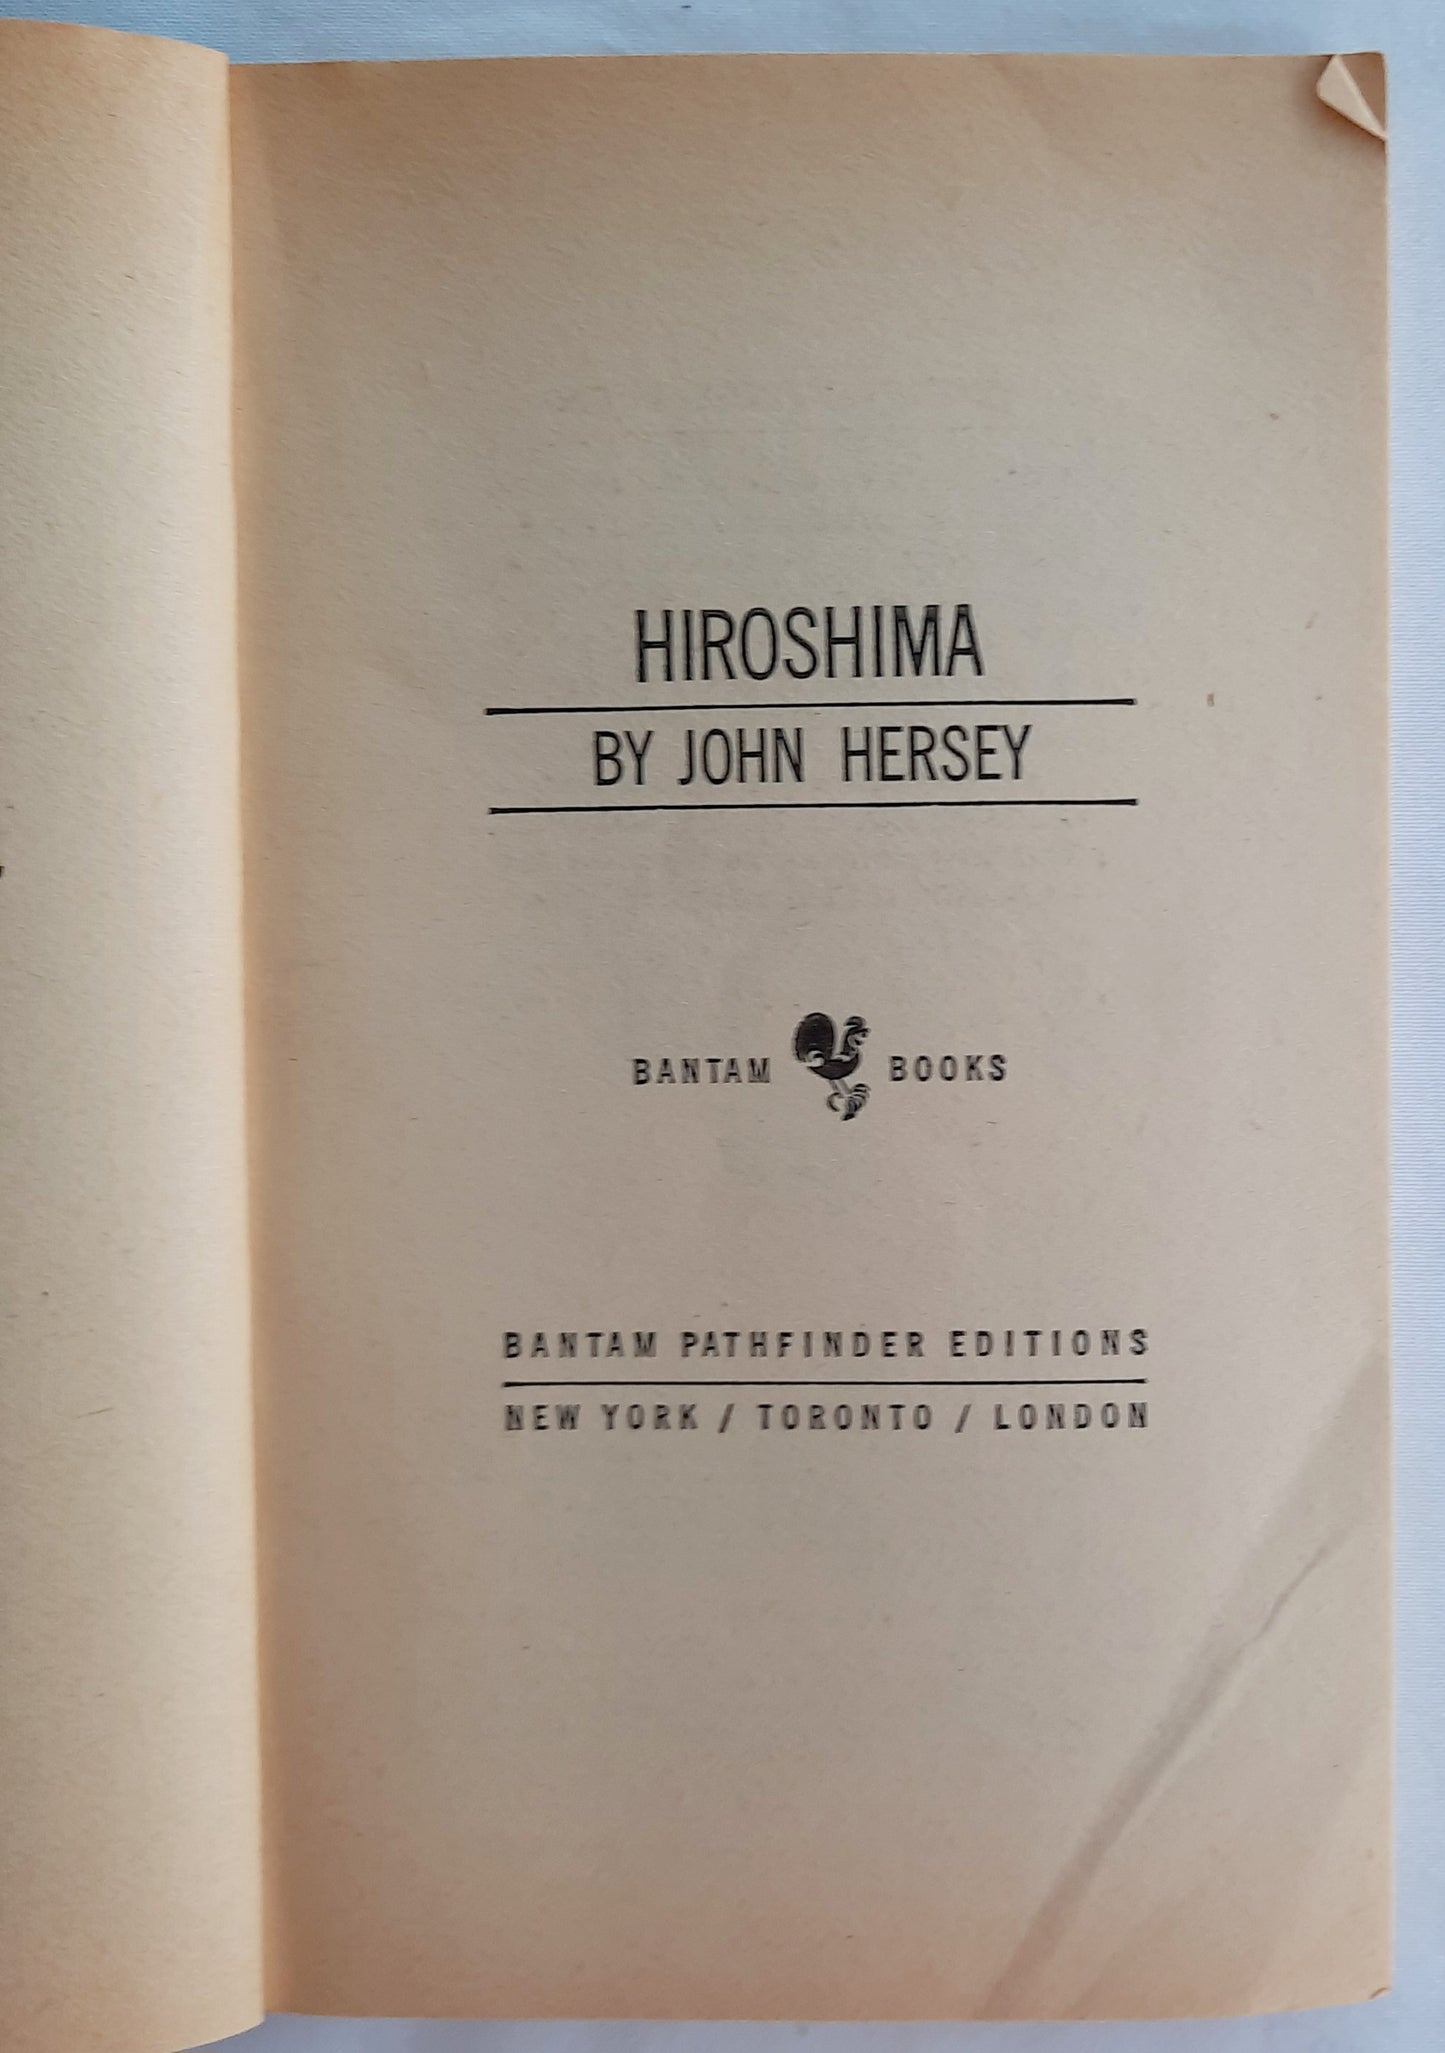 HIROSHIMA
BY JOHN HERSEY
BANTAM BOOKS
BANTAM PATHFINDER EDITIONS
NEW YORK / TORONTO / LONDON